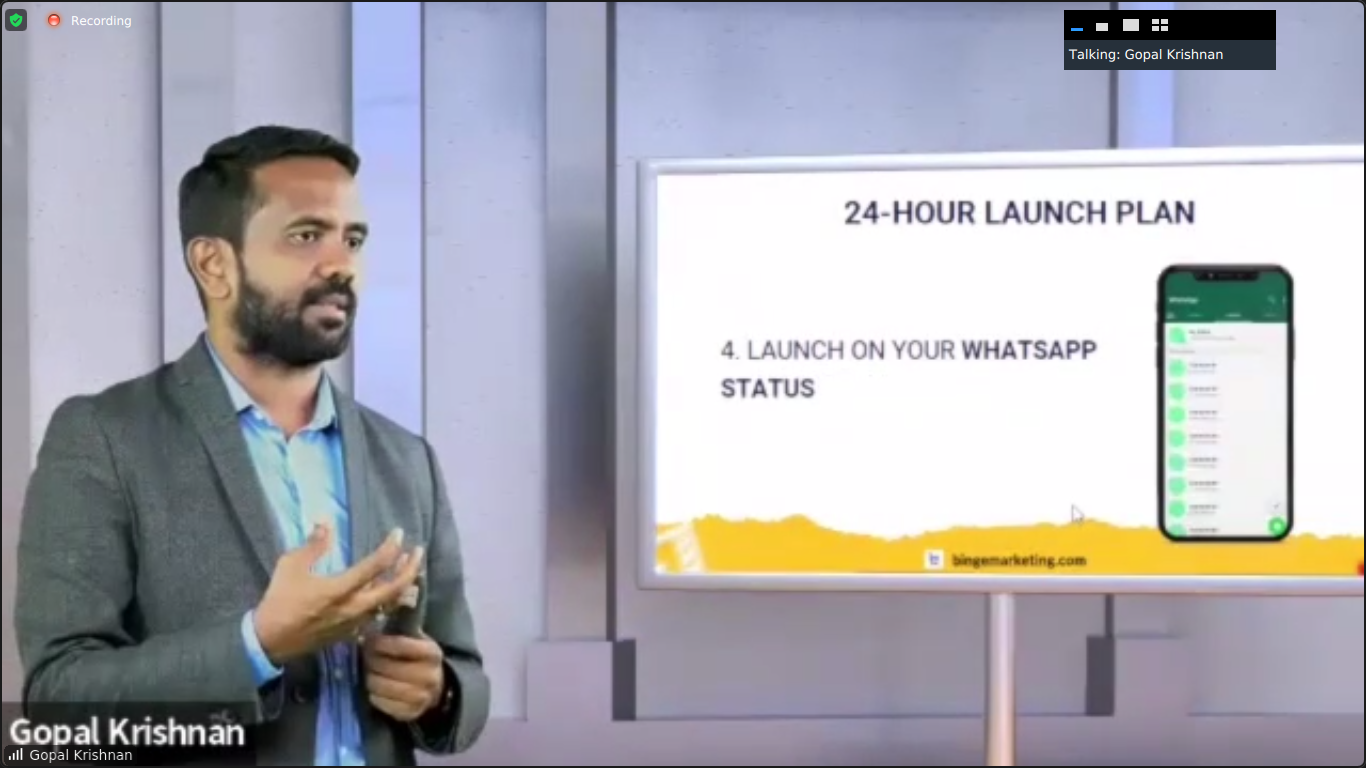 Recording
Talking: Gopal Krishnan
24-HOUR LAUNCH PLAN
4. LAUNCH ON YOUR WHATSAPP
STATUS
WhatsApp
bingemarketing.com
Gopal Krishnan
Gopal Krishnan